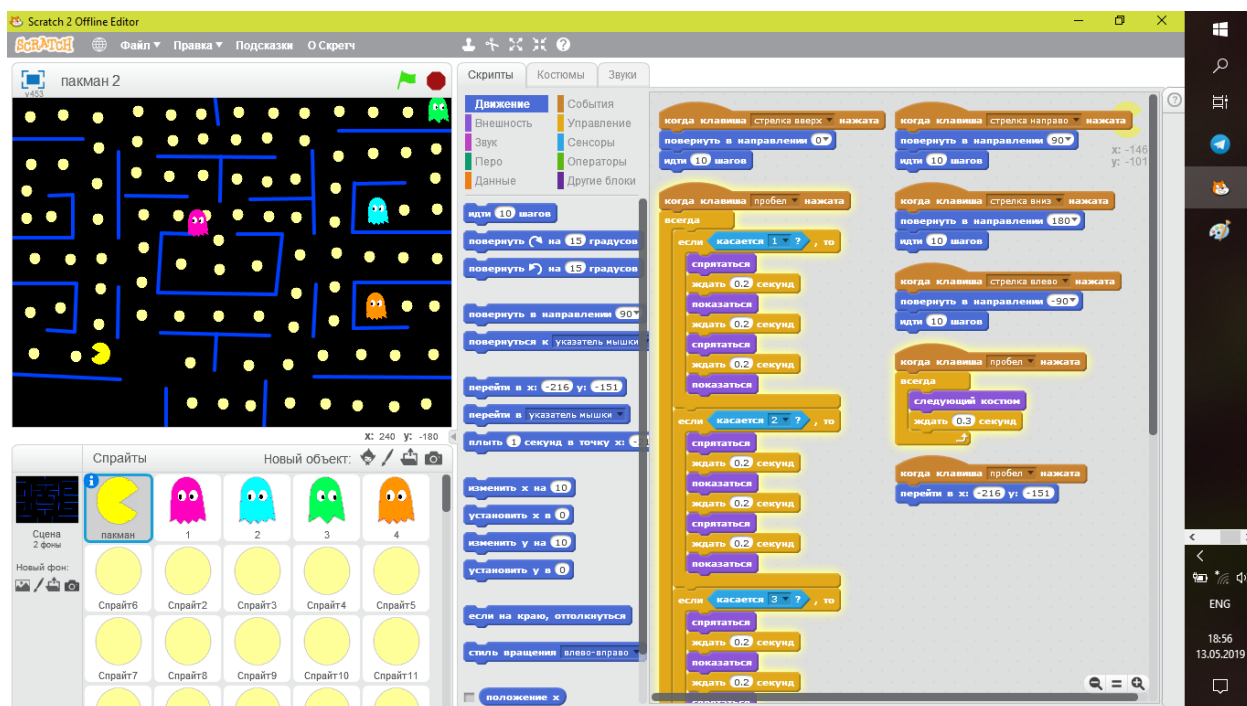 Scratch 2 Offline Editor
SCRATCH Файл Правка Подсказки О Скретч
пакман 2
v453
X: 240 y: -180
Спрайты Новый объект:
Сцена
2 фоны
Новый фон:
пакман 1 2 3 4
Спрайт6 Спрайт2 Спрайт3 Спрайт4 Спрайт5
Спрайт7 Спрайт8 Спрайт9 Спрайт10 Спрайт11
Скрипты Костюмы Звуки
Движение События
Внешность Управление
Звук Сенсоры
Перо Операторы
Данные Другие блоки
идти 10 шагов
повернуть на 15 градусов
повернуть на 15 градусов
повернуть в направлении 90
повернуться к указатель мышки
перейти в x: -216 y: -151
перейти в указатель мышки
плыть 1 секунд в точку x:
изменить x на 10
установить x в 0
изменить y на 10
установить y в 0
если на краю, оттолкнуться
стиль вращения влево-вправо
положение x
когда клавиша стрелка вверх нажата
повернуть в направлении 0
идти 10 шагов
когда клавиша пробел нажата
всегда
если касается 1 ? , то
спрятаться
ждать 0.2 секунд
показаться
ждать 0.2 секунд
спрятаться
ждать 0.2 секунд
показаться
если касается 2 ? , то
спрятаться
ждать 0.2 секунд
показаться
ждать 0.2 секунд
спрятаться
ждать 0.2 секунд
показаться
если касается 3 ? , то
спрятаться
ждать 0.2 секунд
показаться
ждать 0.2 секунд
когда клавиша стрелка направо нажата
повернуть в направлении 90
идти 10 шагов
x: -146
y: -101
когда клавиша стрелка вниз нажата
повернуть в направлении 180
идти 10 шагов
когда клавиша стрелка влево нажата
повернуть в направлении -90
идти 10 шагов
когда клавиша пробел нажата
всегда
следующий костюм
ждать 0.3 секунд
когда клавиша пробел нажата
перейти в x: -216 y: -151
ENG
18:56
13.05.2019